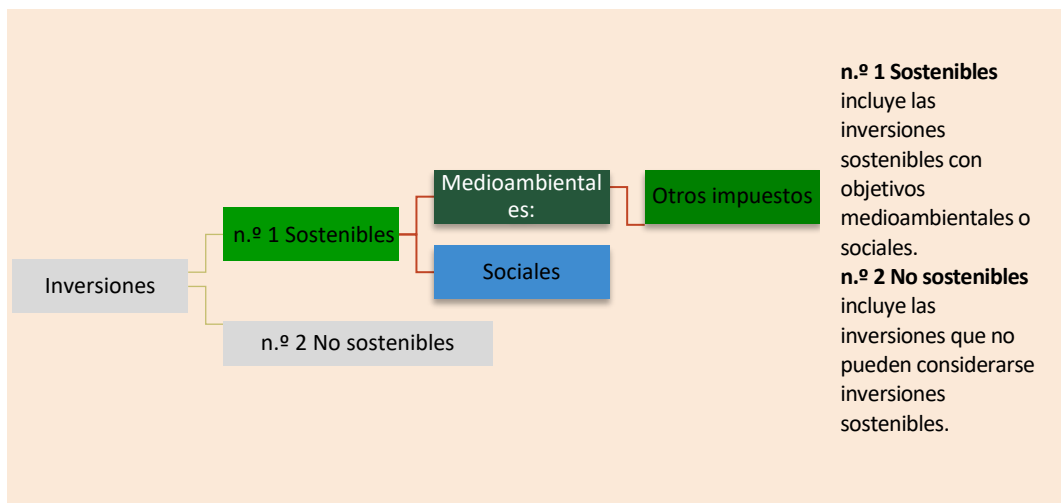 Inversiones
n.º 1 Sostenibles
n.º 2 No sostenibles
Medioambiental
es:
Sociales
Otros impuestos
n.º 1 Sostenibles
incluye las
inversiones
sostenibles con
objetivos
medioambientales o
sociales.
n.º 2 No sostenibles
incluye las
inversiones que no
pueden considerarse
inversiones
sostenibles.